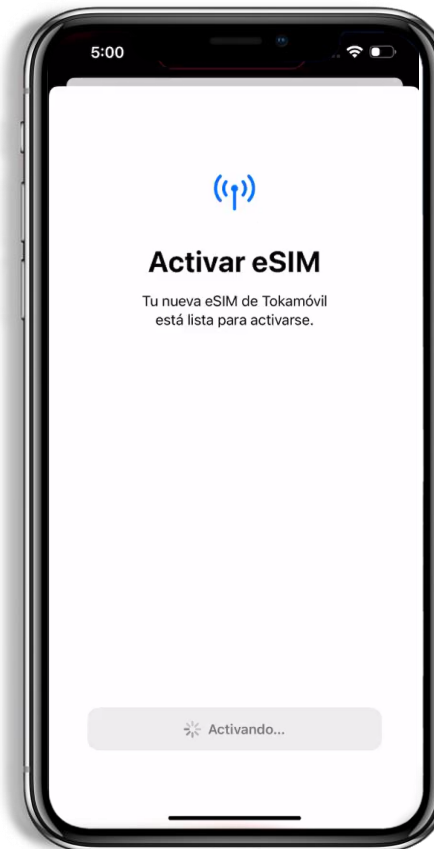 5:00
Activar eSIM
Tu nueva eSIM de Tokamóvil
está lista para activarse.
Activando...